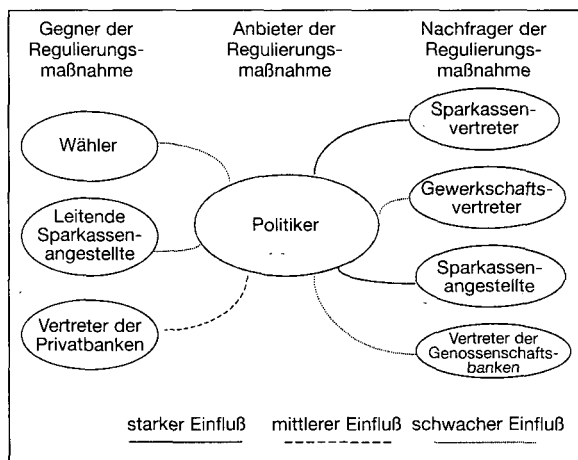 Gegner der
Regulierungs-
maßnahme
Anbieter der
Regulierungs-
maßnahme
Nachfrager der
Regulierungs-
maßnahme
Wähler
Leitende
Sparkassen-
angestellte
Vertreter der
Privatbanken
Politiker
Sparkassen-
vertreter
Gewerkschafts-
vertreter
Sparkassen-
angestellte
Vertreter der
Genossenschafts-
banken
starker Einfluß
mittlerer Einfluß
schwacher Einfluß